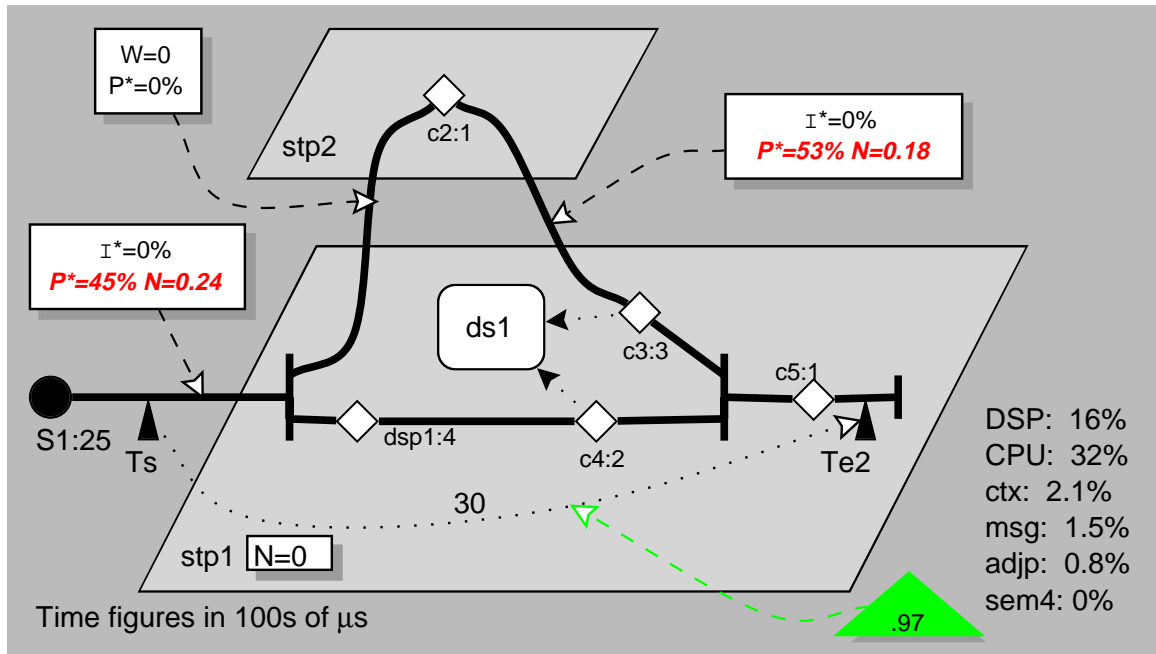 W=0
P*=0%
c2:1
stp2
I*=0%
P*=53% N=0.18
I*=0%
P*=45% N=0.24
ds1
c3:3
c5:1
S1:25
Ts
dsp1:4
c4:2
Te2
30
stp1 N=0
DSP: 16%
CPU: 32%
ctx: 2.1%
msg: 1.5%
adjp: 0.8%
sem4: 0%
Time figures in 100s of μs
.97